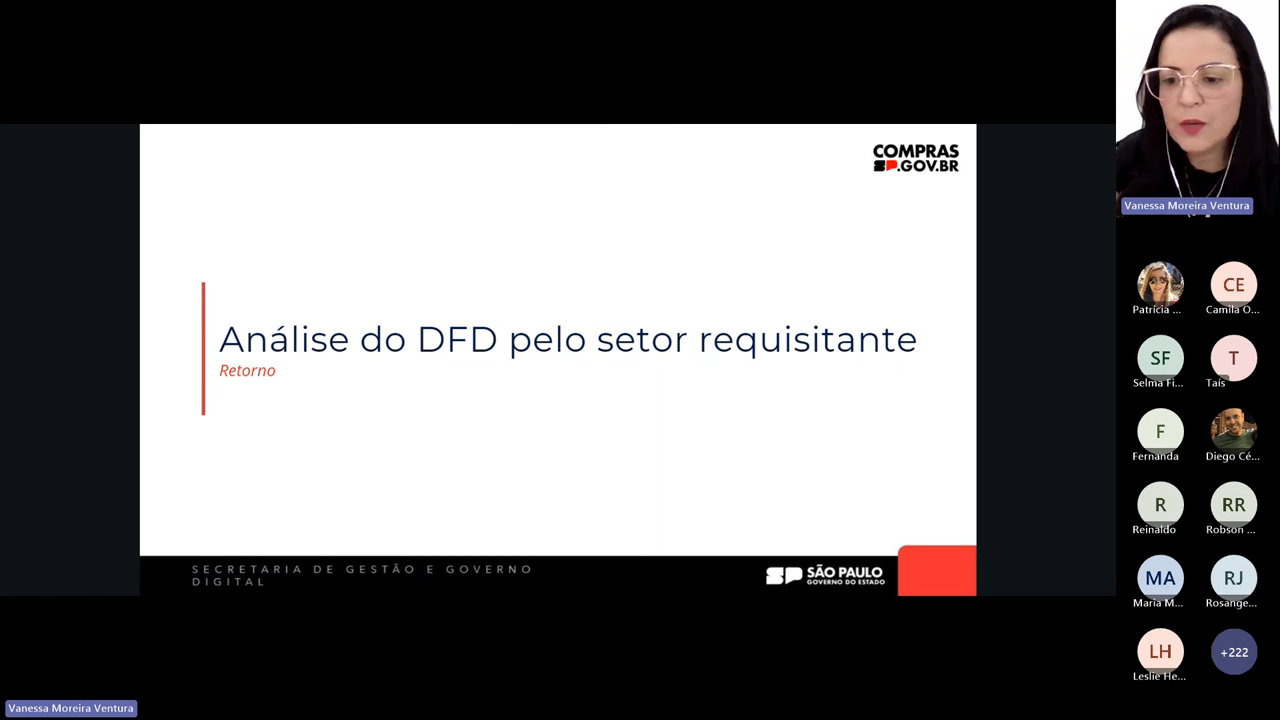 COMPRAS
SP.GOV.BR
Análise do DFD pelo setor requisitante
Retorno
SECRETARIA DE GESTÃO E GOVERNO
DIGITAL
SP SÃO PAULO
GOVERNO DO ESTADO
Vanessa Moreira Ventura
Patrícia ...
CE
Camila O...
SF
Selma Fi...
T
Taís
F
Fernanda
Diego Cé...
R
Reinaldo
RR
Robson ...
MA
Maria M...
RJ
Rosange...
LH
Leslie He...
+222
Vanessa Moreira Ventura